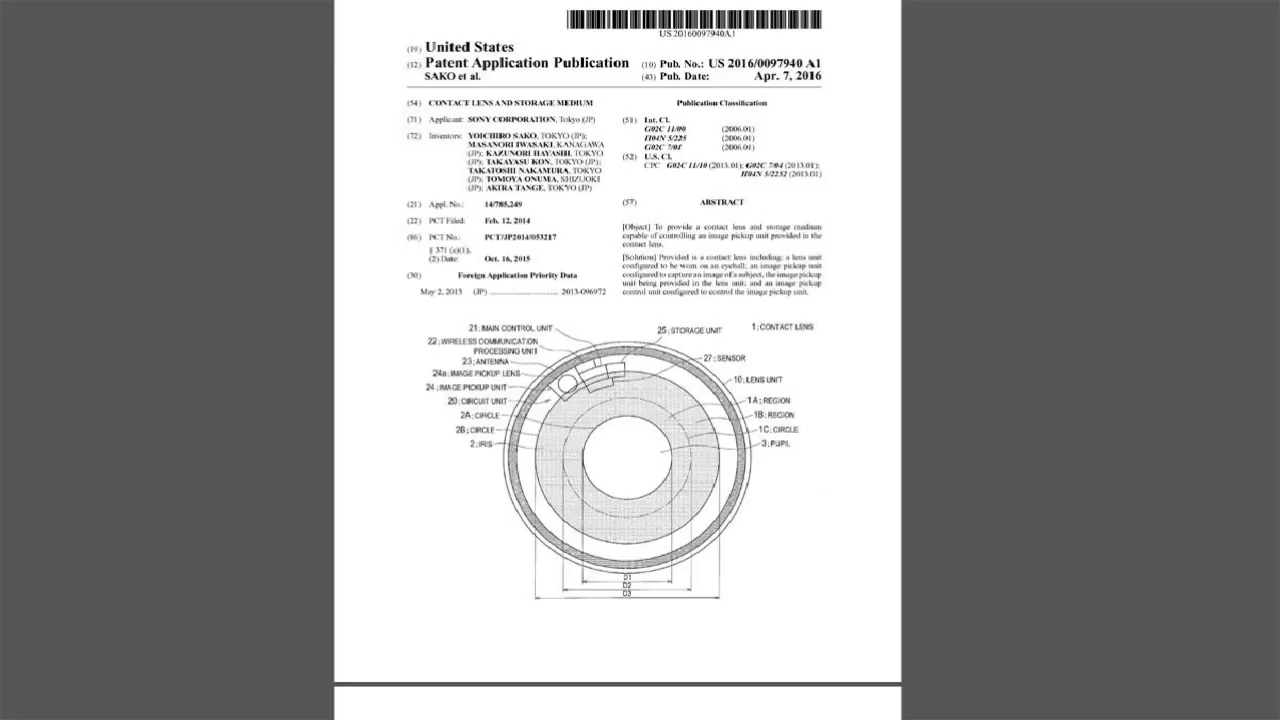 US 20160097940A1
(19) United States
(12) Patent Application Publication
SAKO et al.
(10) Pub. No.: US 2016/0097940 A1
(43) Pub. Date: Apr. 7, 2016
(54) CONTACT LENS AND STORAGE MEDIUM
(71) Applicant: SONY CORPORATION, Tokyo (JP)
(72) Inventors: YOICHIRO SAKO, TOKYO (JP);
MASANORI IWASAKI, KANAGAWA
(JP); KAZUNORI HAYASHI, TOKYO
(JP); TAKAYASU KON, TOKYO (JP);
TAKATOSHI NAKAMURA, TOKYO
(JP); TOMOYA ONUMA, SHIZUOKA
(JP); AKIRA TANGE, TOKYO (JP)
(21) Appl. No.: 14/785,249
(22) PCT Filed: Feb. 12, 2014
(86) PCT No.: PCT/JP2014/053217
§ 371 (c)(1),
(2) Date: Oct. 16, 2015
(30) Foreign Application Priority Data
May 2, 2013 (JP) ................................. 2013-096972
Publication Classification
(51) Int. Cl.
G02C 11/00 (2006.01)
H04N 5/225 (2006.01)
G02C 7/04 (2006.01)
(52) U.S. Cl.
CPC G02C 11/10 (2013.01); G02C 7/04 (2013.01);
H04N 5/2252 (2013.01)
(57) ABSTRACT
[Object] To provide a contact lens and storage medium
capable of controlling an image pickup unit provided in the
contact lens.
[Solution] Provided is a contact lens including: a lens unit
configured to be worn on an eyeball; an image pickup unit
configured to capture an image of a subject, the image pickup
unit being provided in the lens unit; and an image pickup
control unit configured to control the image pickup unit.
21; MAIN CONTROL UNIT
22; WIRELESS COMMUNICATION
PROCESSING UNIT
23; ANTENNA
24a; IMAGE PICKUP LENS
24; IMAGE PICKUP UNIT
20; CIRCUIT UNIT
2A; CIRCLE
2B; CIRCLE
2; IRIS
25; STORAGE UNIT
1; CONTACT LENS
27; SENSOR
10; LENS UNIT
1A; REGION
1B; REGION
1C; CIRCLE
3; PUPIL
D1
D2
D3